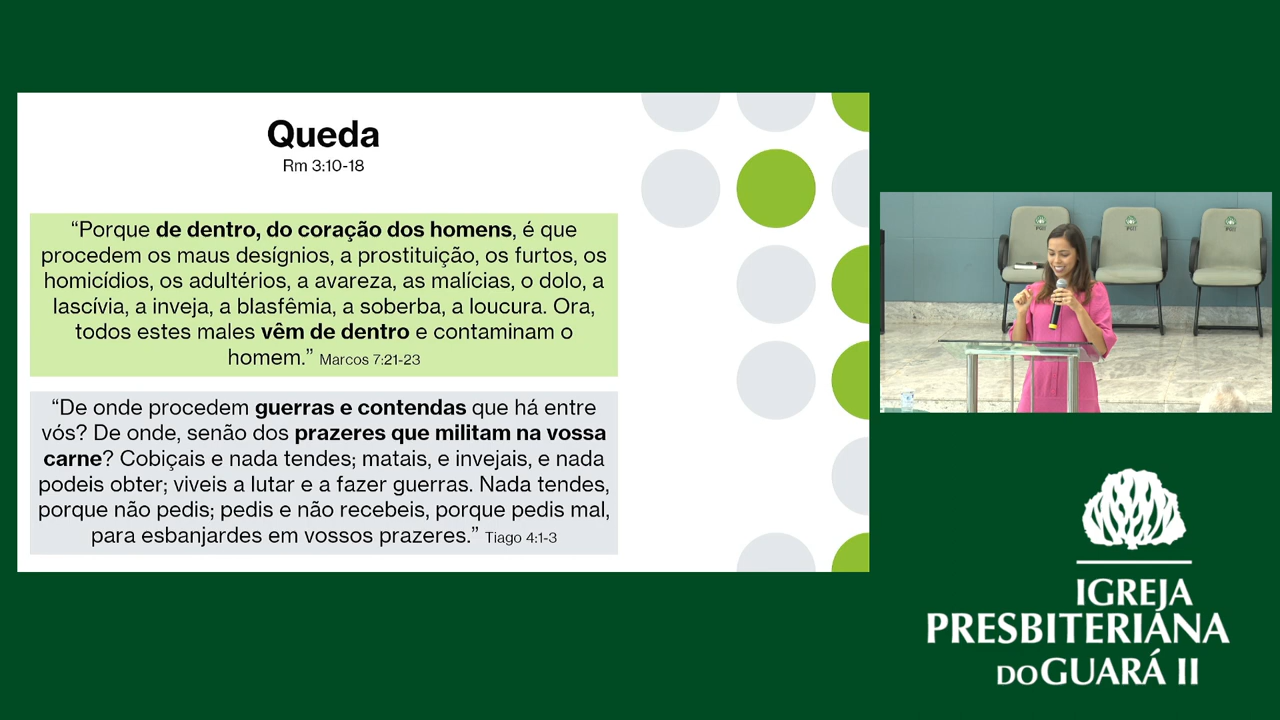 Queda
Rm 3:10-18
“Porque de dentro, do coração dos homens, é que
procedem os maus desígnios, a prostituição, os furtos, os
homicídios, os adultérios, a avareza, as malícias, o dolo, a
lascívia, a inveja, a blasfêmia, a soberba, a loucura. Ora,
todos estes males vêm de dentro e contaminam o
homem.” Marcos 7:21-23
“De onde procedem guerras e contendas que há entre
vós? De onde, senão dos prazeres que militam na vossa
carne? Cobiçais e nada tendes; matais, e invejais, e nada
podeis obter; viveis a lutar e a fazer guerras. Nada tendes,
porque não pedis; pedis e não recebeis, porque pedis mal,
para esbanjardes em vossos prazeres.” Tiago 4:1-3
IGREJA
PRESBITERIANA
DO GUARÁ II